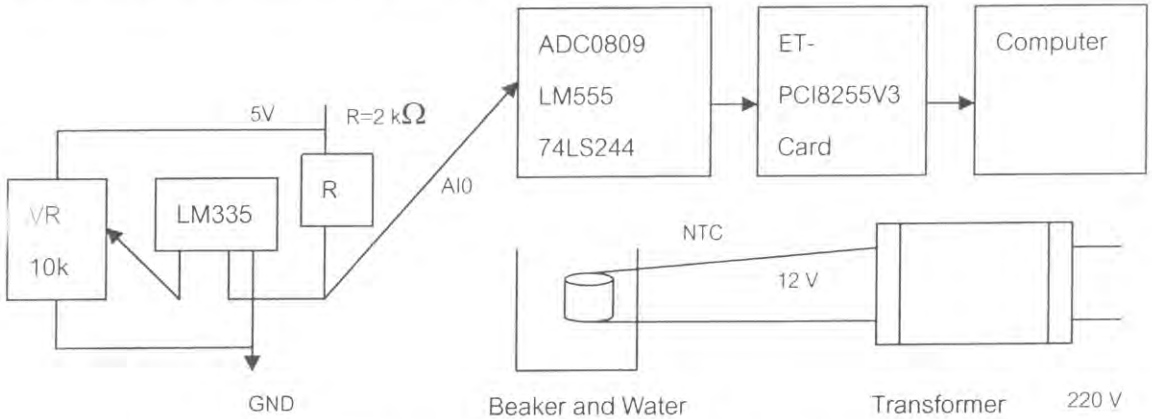 ADC0809
LM555
74LS244
ET-
PCI8255V3
Card
Computer
5V
R=2 kΩ
R
AI0
VR
10k
LM335
GND
NTC
12 V
Beaker and Water
Transformer
220 V